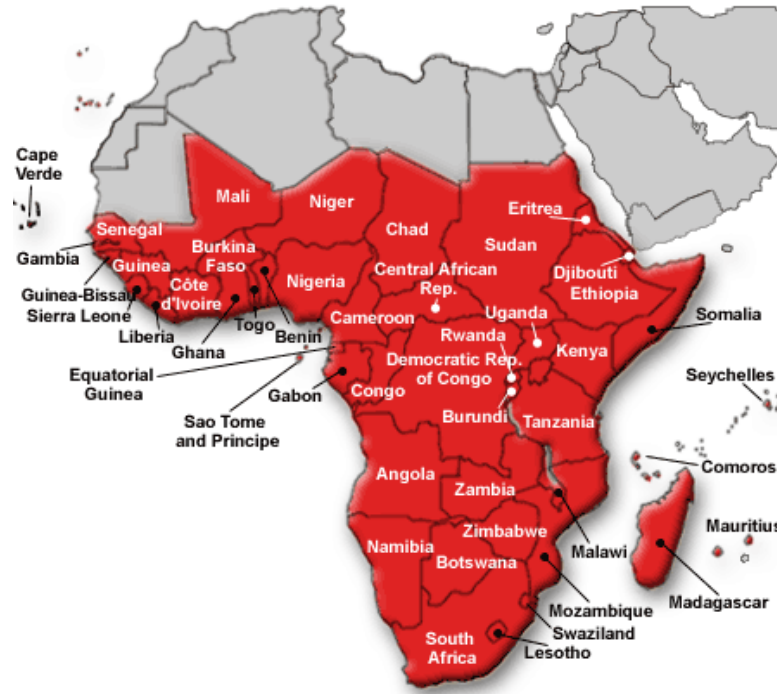 Cape
Verde
Mali
Niger
Chad
Eritrea
Senegal
Sudan
Gambia
Burkina
Faso
Guinea
Nigeria
Djibouti
Ethiopia
Central African
Rep.
Côte
d'Ivoire
Guinea-Bissau
Sierra Leone
Liberia
Ghana
Togo
Benin
Cameroon
Uganda
Somalia
Rwanda
Kenya
Equatorial
Guinea
Democratic Rep.
of Congo
Gabon
Congo
Seychelles
Sao Tome
and Principe
Burundi
Tanzania
Comoros
Angola
Zambia
Malawi
Mauritius
Zimbabwe
Namibia
Botswana
Madagascar
Mozambique
Swaziland
South
Africa
Lesotho